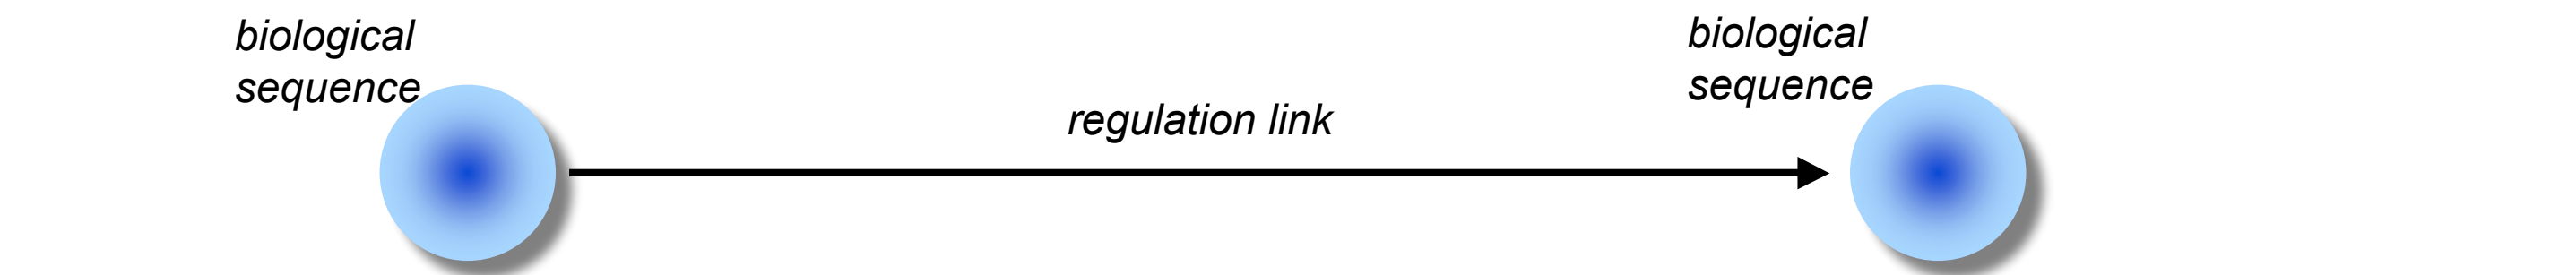 biological
sequence
regulation link
biological
sequence